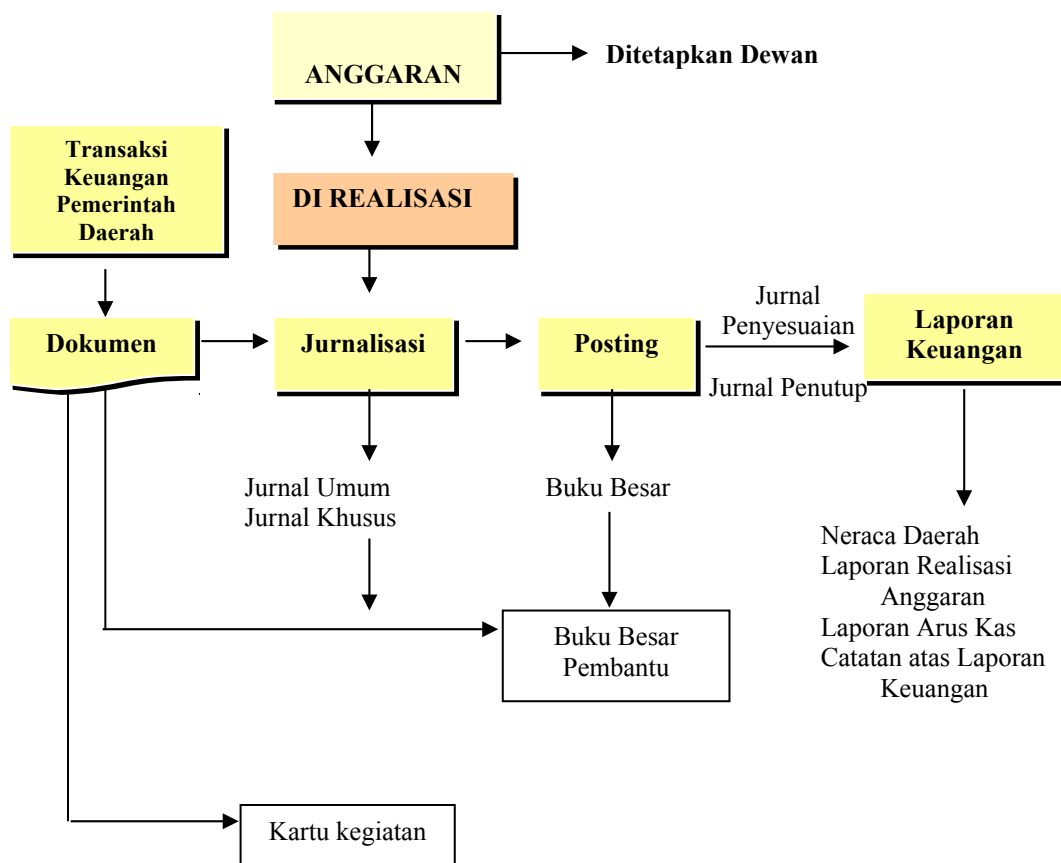 ANGGARAN
Ditetapkan Dewan
Transaksi
Keuangan
Pemerintah
Daerah
DI REALISASI
Dokumen
Jurnalisasi
Posting
Jurnal
Penyesuaian
Jurnal Penutup
Laporan
Keuangan
Jurnal Umum
Jurnal Khusus
Buku Besar
Neraca Daerah
Laporan Realisasi
Anggaran
Laporan Arus Kas
Catatan atas Laporan
Keuangan
Buku Besar
Pembantu
Kartu kegiatan